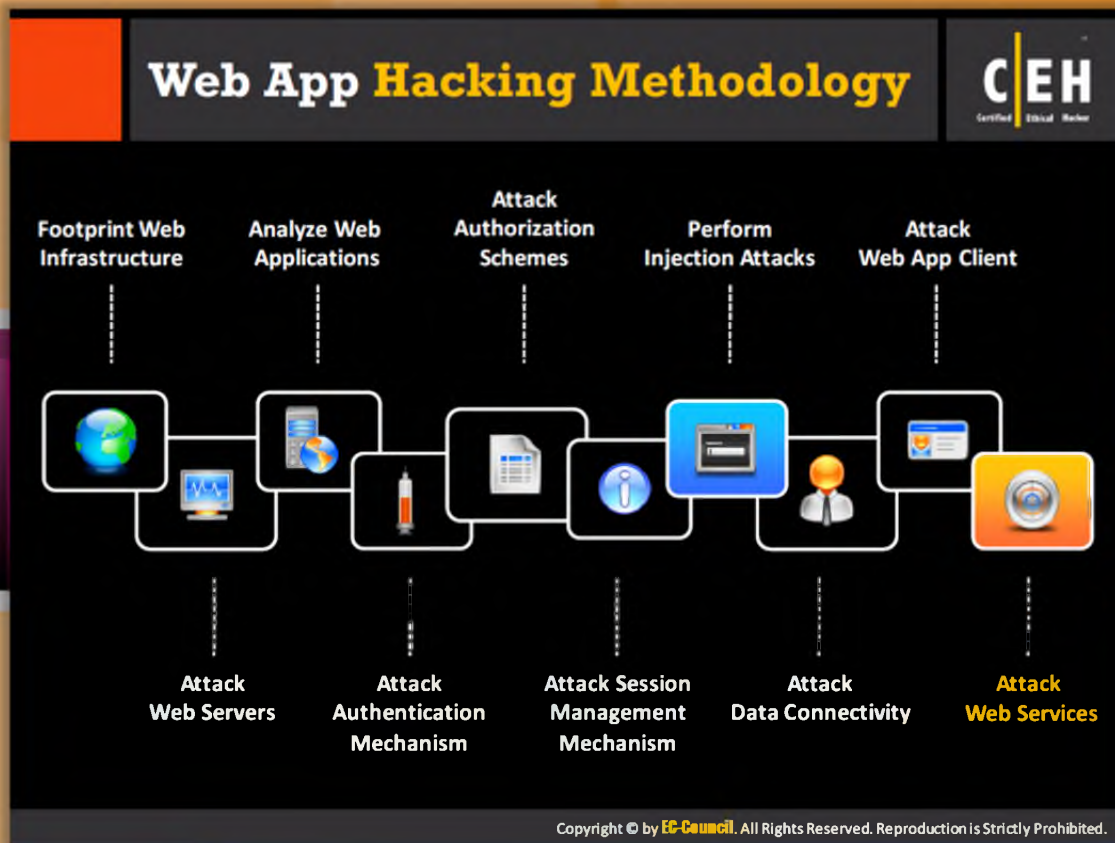 Web App Hacking Methodology
CEH
Certified Ethical Hacker
Footprint Web
Infrastructure
Analyze Web
Applications
Attack
Authorization
Schemes
Perform
Injection Attacks
Attack
Web App Client
Attack
Web Servers
Attack
Authentication
Mechanism
Attack Session
Management
Mechanism
Attack
Data Connectivity
Attack
Web Services
Copyright © by EC-Council. All Rights Reserved. Reproduction is Strictly Prohibited.